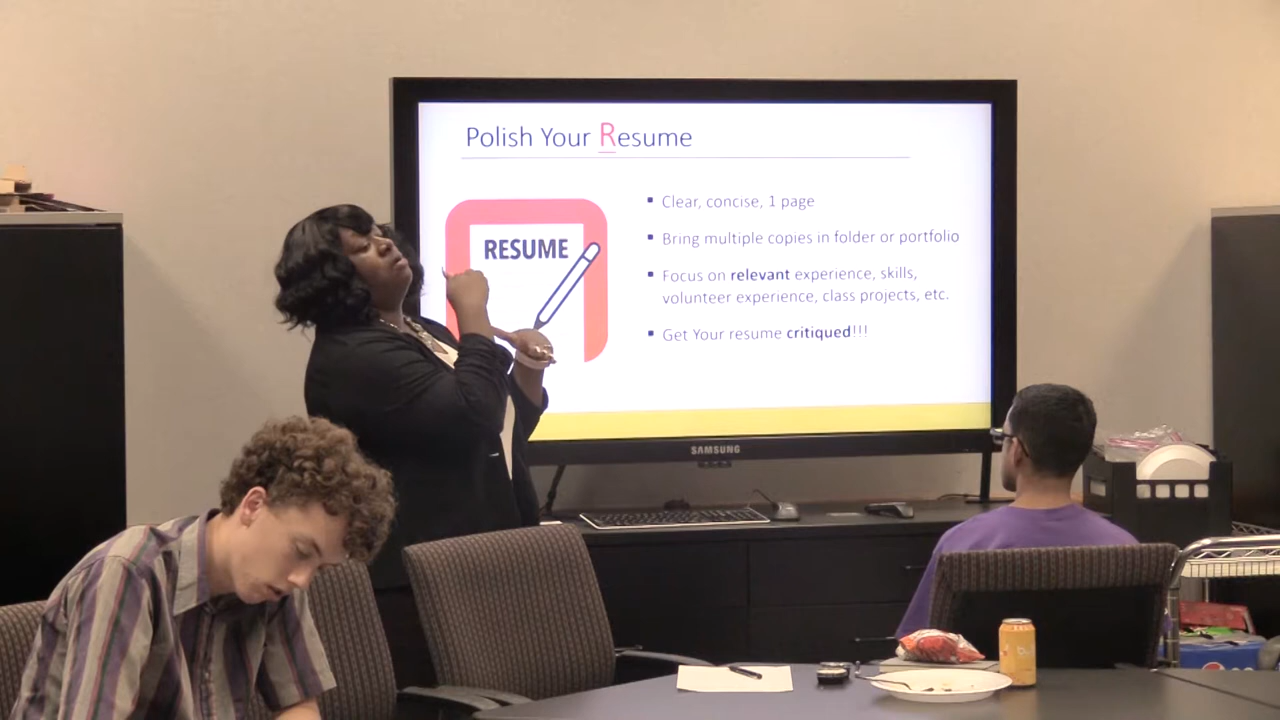 Polish Your Resume
RESUME
▪ Clear, concise, 1 page
▪ Bring multiple copies in folder or portfolio
▪ Focus on relevant experience, skills,
volunteer experience, class projects, etc.
▪ Get Your resume critiqued!!!
SAMSUNG